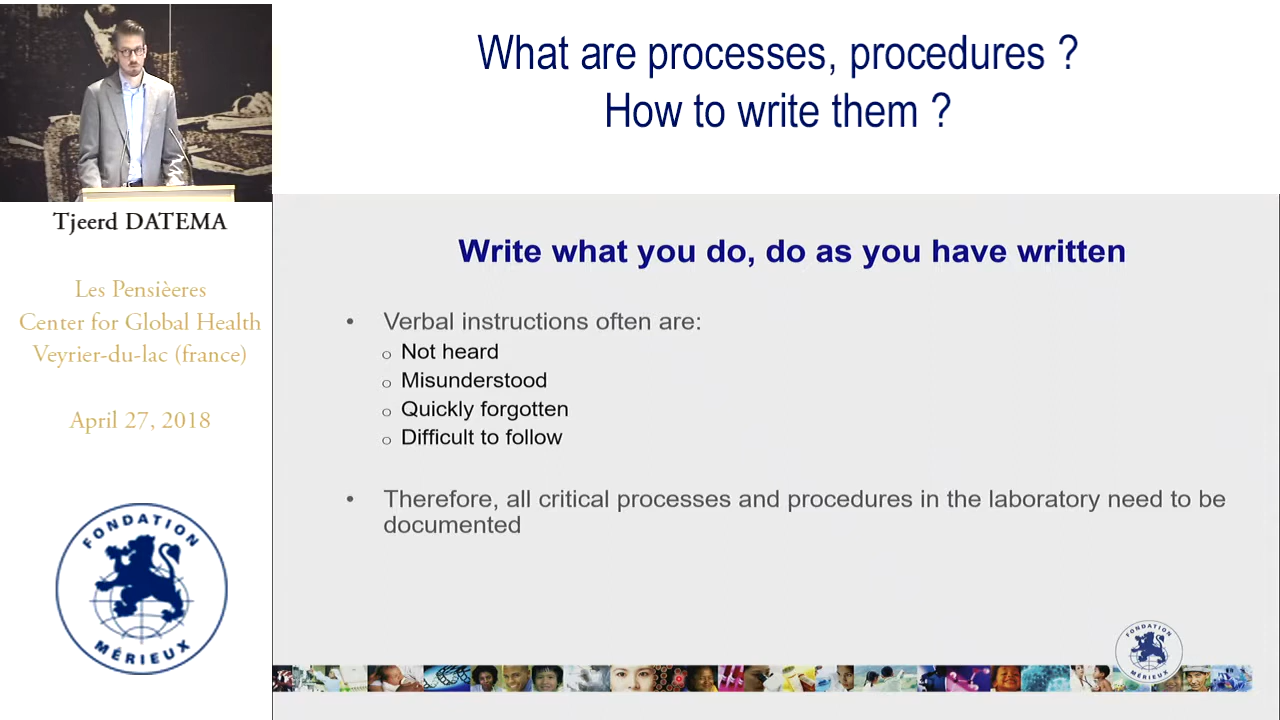 What are processes, procedures ?
How to write them ?
Tjeerd DATEMA
Les Pensièeres
Center for Global Health
Veyrier-du-lac (france)
April 27, 2018
FONDATION
MÉRIEUX
Write what you do, do as you have written
• Verbal instructions often are:
o Not heard
o Misunderstood
o Quickly forgotten
o Difficult to follow
• Therefore, all critical processes and procedures in the laboratory need to be
documented
FONDATION
MÉRIEUX